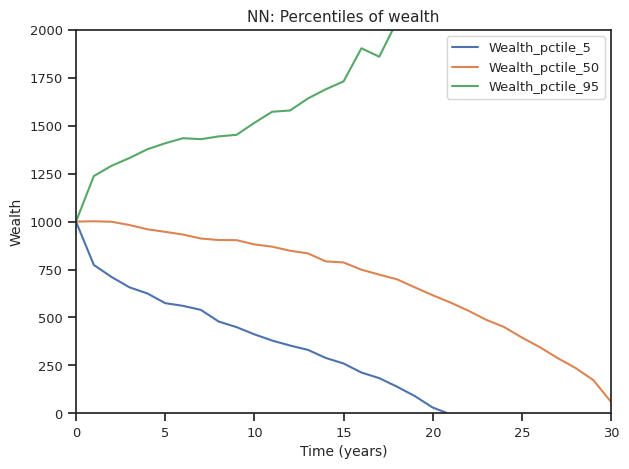 NN: Percentiles of wealth
Wealth_pctile_5
Wealth_pctile_50
Wealth_pctile_95
Wealth
2000
1750
1500
1250
1000
750
500
250
0
0 5 10 15 20 25 30
Time (years)